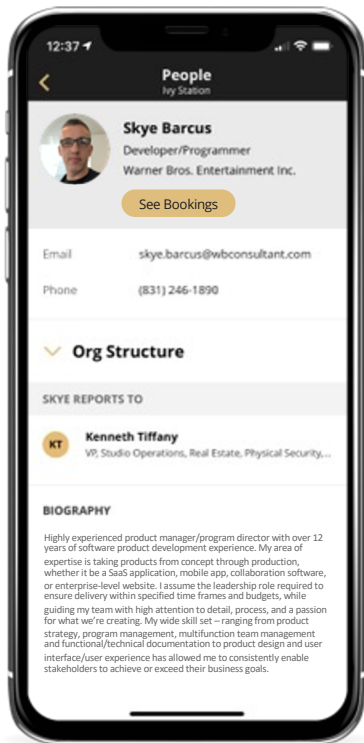 12:37
People
Ivy Station
Skye Barcus
Developer/Programmer
Warner Bros. Entertainment Inc.
See Bookings
Email skye.barcus@wbconsultant.com
Phone (831) 246-1890
Org Structure
SKYE REPORTS TO
KT
Kenneth Tiffany
VP, Studio Operations, Real Estate, Physical Security,...
BIOGRAPHY
Highly experienced product manager/program director with over 12
years of software product development experience. My area of
expertise is taking products from concept through production,
whether it be a SaaS application, mobile app, collaboration software,
or enterprise-level website. I assume the leadership role required to
ensure delivery within specified time frames and budgets, while
guiding my team with high attention to detail, process, and a passion
for what we're creating. My wide skill set – ranging from product
strategy, program management, multifunction team management
and functional/technical documentation to product design and user
interface/user experience has allowed me to consistently enable
stakeholders to achieve or exceed their business goals.